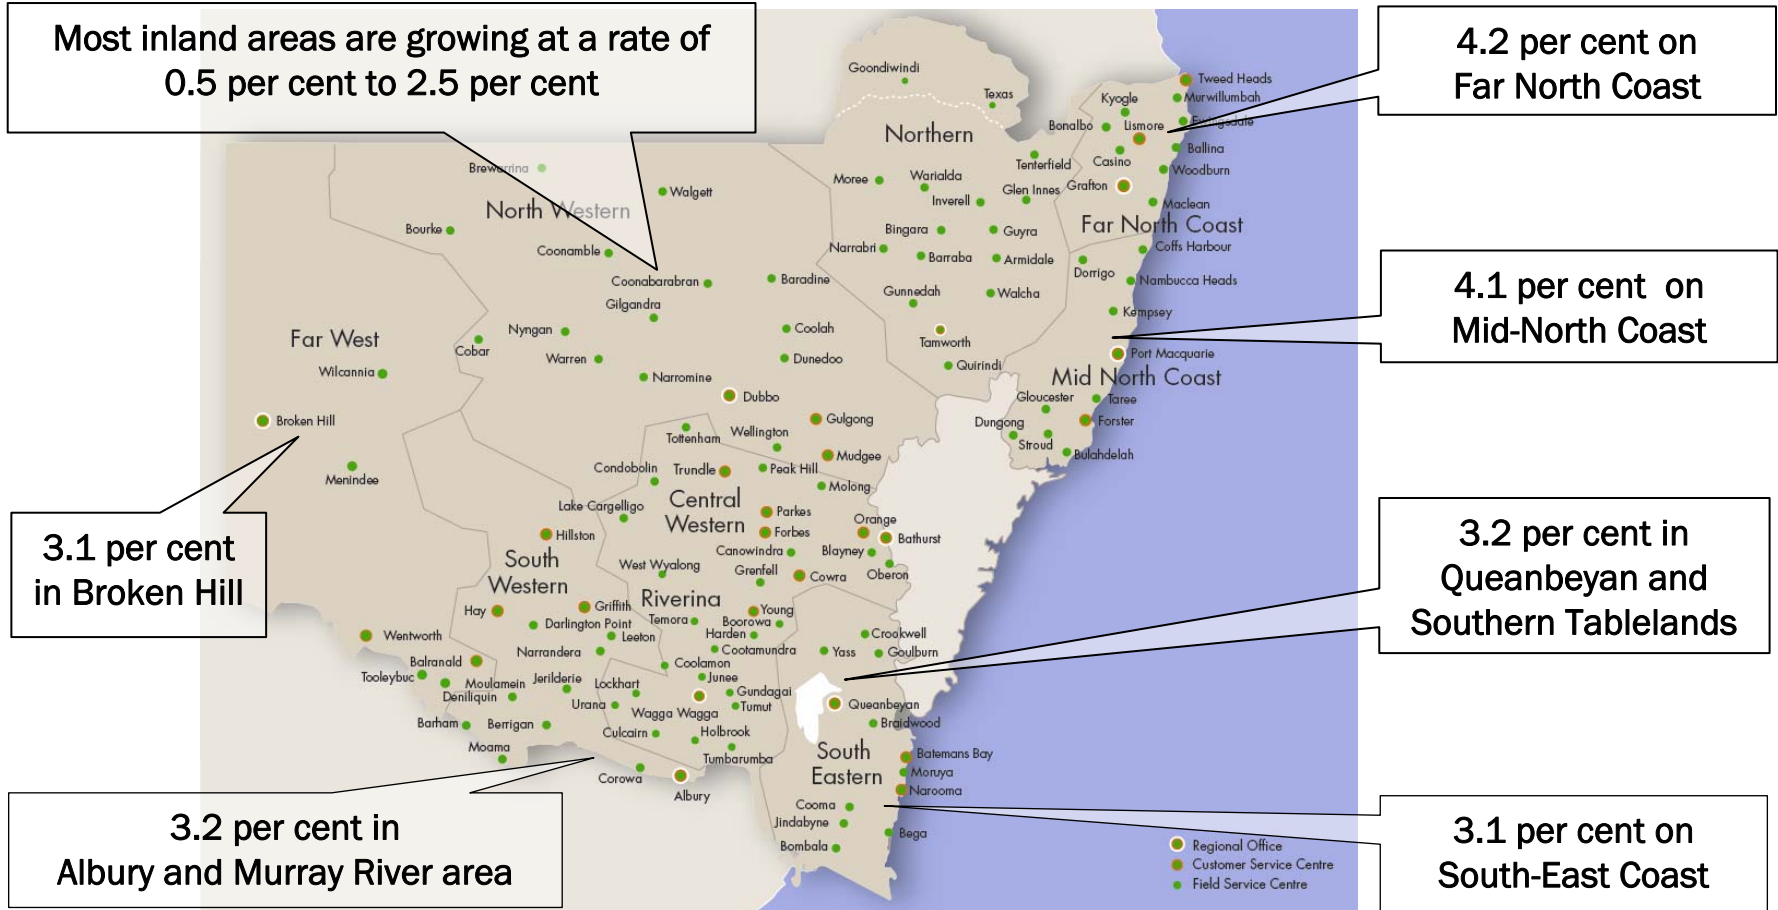 Most inland areas are growing at a rate of
0.5 per cent to 2.5 per cent
4.2 per cent on
Far North Coast
4.1 per cent on
Mid-North Coast
3.2 per cent in
Queanbeyan and
Southern Tablelands
3.1 per cent on
South-East Coast
3.1 per cent
in Broken Hill
3.2 per cent in
Albury and Murray River area
Goondiwindi
Texas
Northern
Tweed Heads
Murwillumbah
Kyogle
Bonalbo
Lismore
Ewingsdale
Ballina
Casino
Woodburn
Tenterfield
Grafton
Maclean
Far North Coast
Moree
Warialda
Inverell
Glen Innes
Bingara
Guyra
Narrabri
Barraba
Armidale
Gunnedah
Walcha
Tamworth
Quirindi
Coffs Harbour
Dorrigo
Nambucca Heads
Kempsey
Port Macquarie
Mid North Coast
Gloucester
Taree
Dungong
Forster
Stroud
Bulahdelah
Brewarrina
Walgett
North Western
Bourke
Coonamble
Coonabarabran
Baradine
Gilgandra
Nyngan
Coolah
Cobar
Warren
Dunedoo
Narromine
Dubbo
Gulgong
Wellington
Mudgee
Far West
Wilcannia
Broken Hill
Menindee
Wentworth
Tottenham
Condobolin
Trundle
Peak Hill
Molong
Central
Western
Lake Cargelligo
Parkes
Forbes
Orange
Bathurst
Canowindra
Blayney
Grenfell
Cowra
Oberon
Hillston
South
Western
West Wyalong
Riverina
Hay
Griffith
Young
Darlington Point
Temora
Boorowa
Leeton
Harden
Narrandera
Cootamundra
Balranald
Coolamon
Tooleybuc
Moulamein
Jerilderie
Lockhart
Junee
Deniliquin
Gundagai
Urana
Wagga Wagga
Tumut
Barham
Berrigan
Culcairn
Holbrook
Moama
Tumbarumba
Corowa
Albury
Crookwell
Yass
Goulburn
Queanbeyan
Braidwood
South
Eastern
Batemans Bay
Moruya
Narooma
Cooma
Jindabyne
Bega
Bombala
Regional Office
Customer Service Centre
Field Service Centre